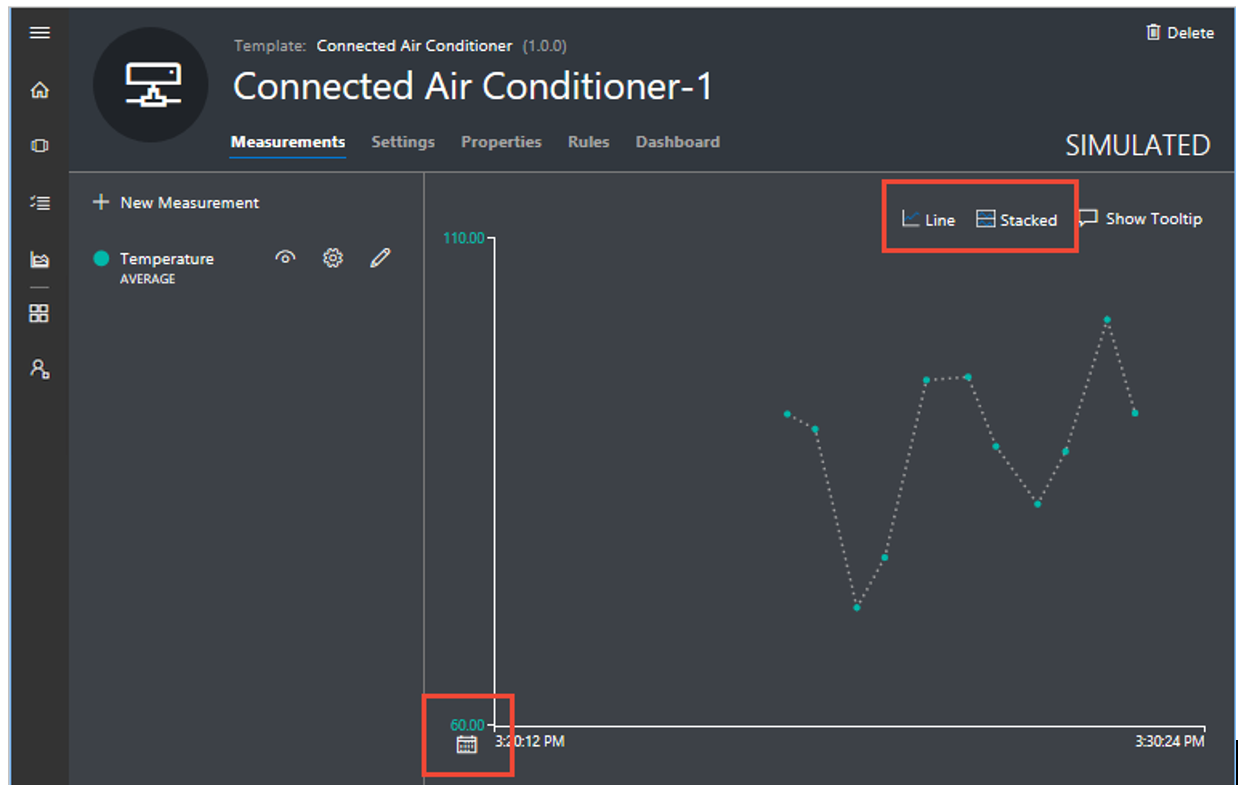 Delete
Template: Connected Air Conditioner (1.0.0)
Connected Air Conditioner-1
Measurements Settings Properties Rules Dashboard
SIMULATED
New Measurement
Line Stacked Show Tooltip
110.00
Temperature
AVERAGE
60.00
3:20:12 PM 3:30:24 PM